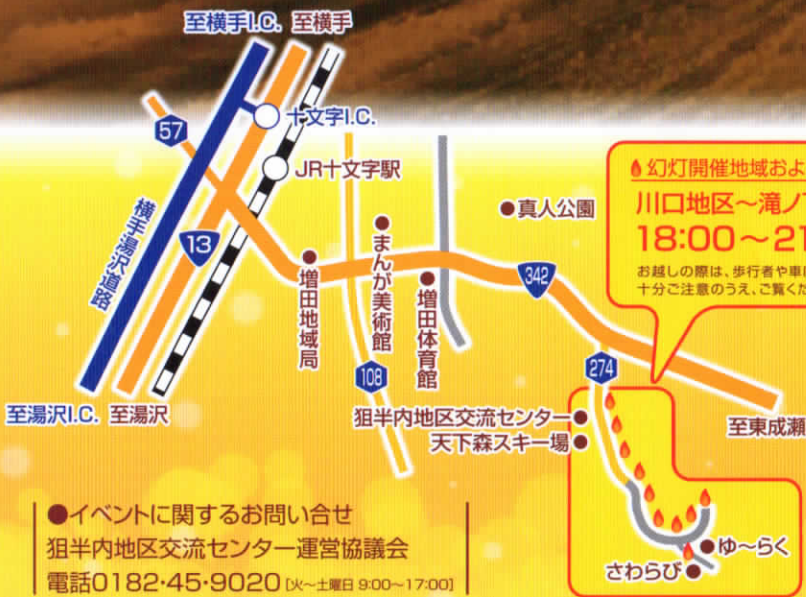 至横手I.C. 至横手
57
十文字I.C.
JR十文字駅
横手湯沢道路
13
増田地域局
まんが美術館
増田体育館
真人公園
342
108
274
至湯沢I.C. 至湯沢
狙半内地区交流センター
天下森スキー場
至東成瀬
幻灯開催地域およ
川口地区～滝ノ下
18:00～21
お越しの際は、歩行者や車
十分ご注意のうえ、ご覧くだ
ゆ～らく
さわらび
●イベントに関するお問い合せ
狙半内地区交流センター運営協議会
電話0182・45・9020［火～土曜日 9:00～17:00］